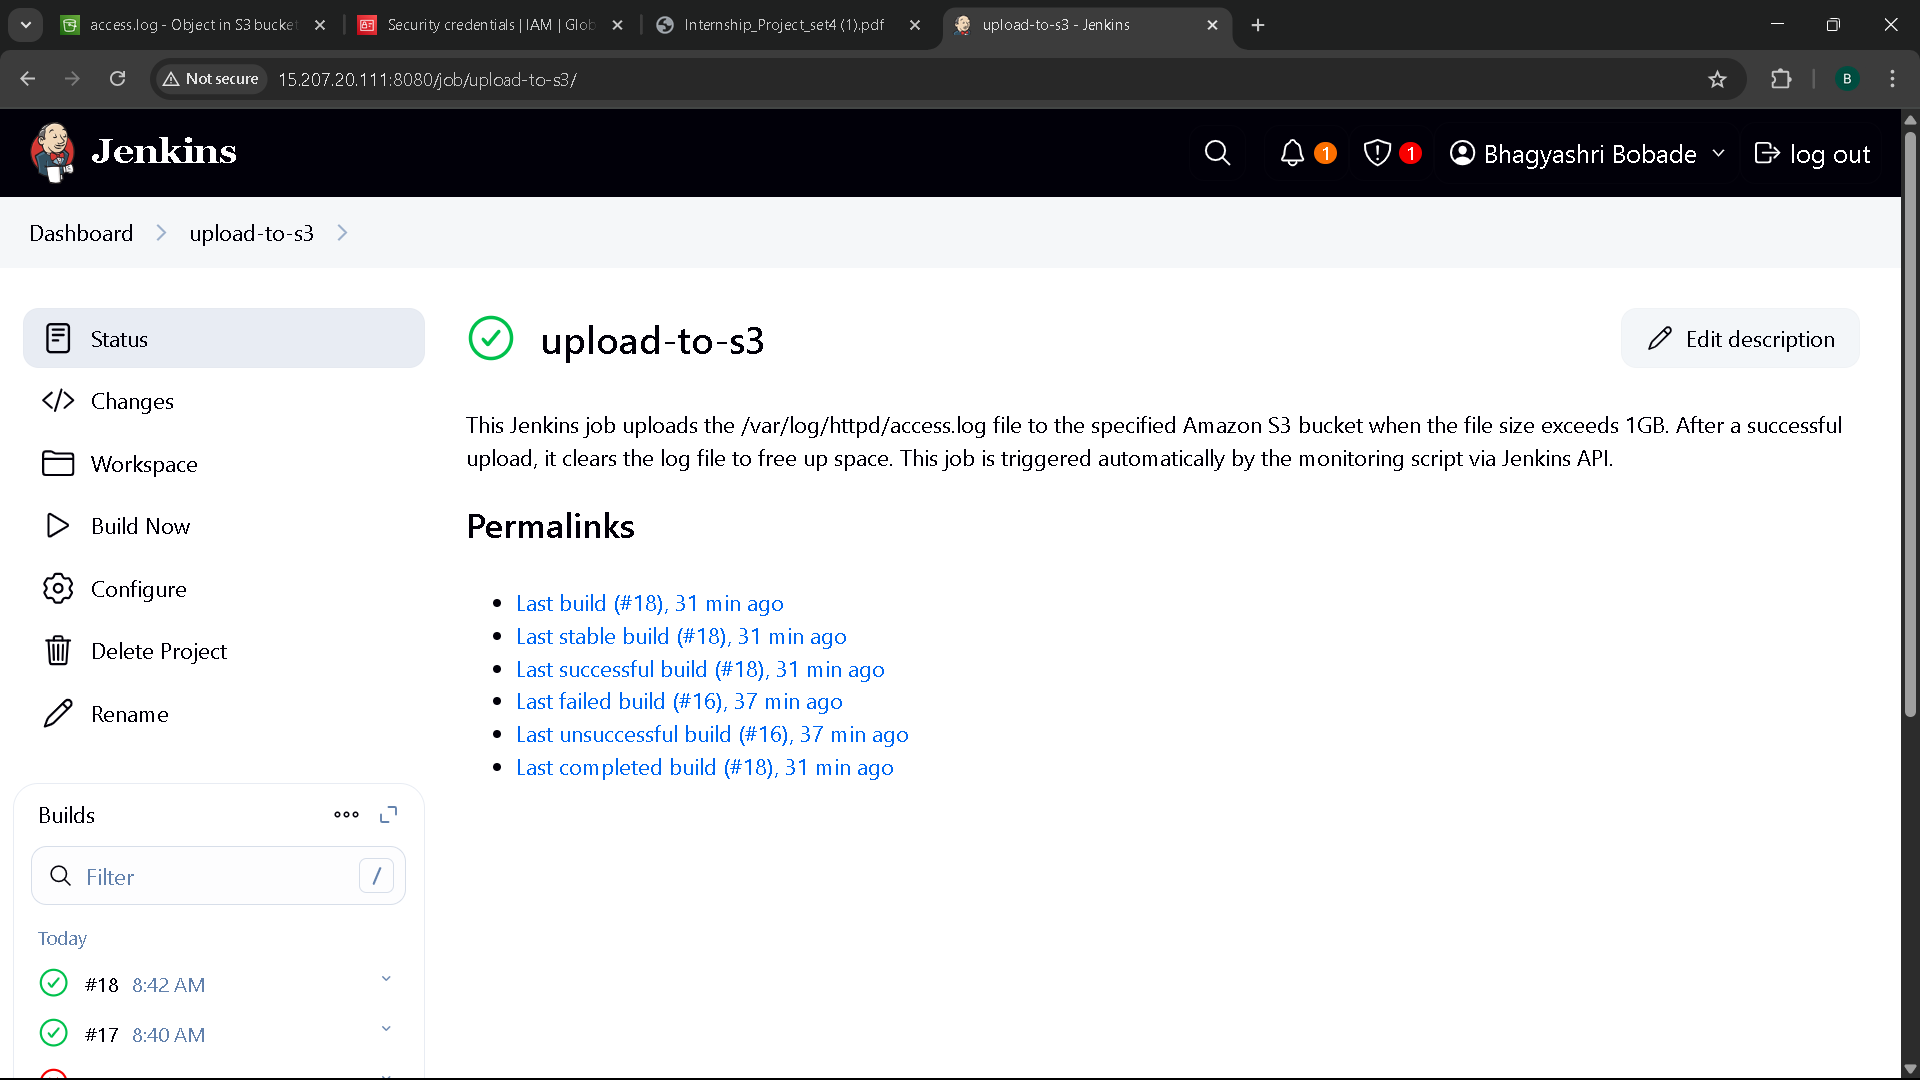 access.log - Object in S3 bucket
Security credentials | IAM | Glob
Internship_Project_set4 (1).pdf
upload-to-s3 - Jenkins
Not secure
15.207.20.111:8080/job/upload-to-s3/
B
Jenkins
1
1
Bhagyashri Bobade
log out
Dashboard
upload-to-s3
Status
Changes
Workspace
Build Now
Configure
Delete Project
Rename
upload-to-s3
Edit description
This Jenkins job uploads the /var/log/httpd/access.log file to the specified Amazon S3 bucket when the file size exceeds 1GB. After a successful
upload, it clears the log file to free up space. This job is triggered automatically by the monitoring script via Jenkins API.
Permalinks
Last build (#18), 31 min ago
Last stable build (#18), 31 min ago
Last successful build (#18), 31 min ago
Last failed build (#16), 37 min ago
Last unsuccessful build (#16), 37 min ago
Last completed build (#18), 31 min ago
Builds
Filter
/
Today
#18 8:42 AM
#17 8:40 AM